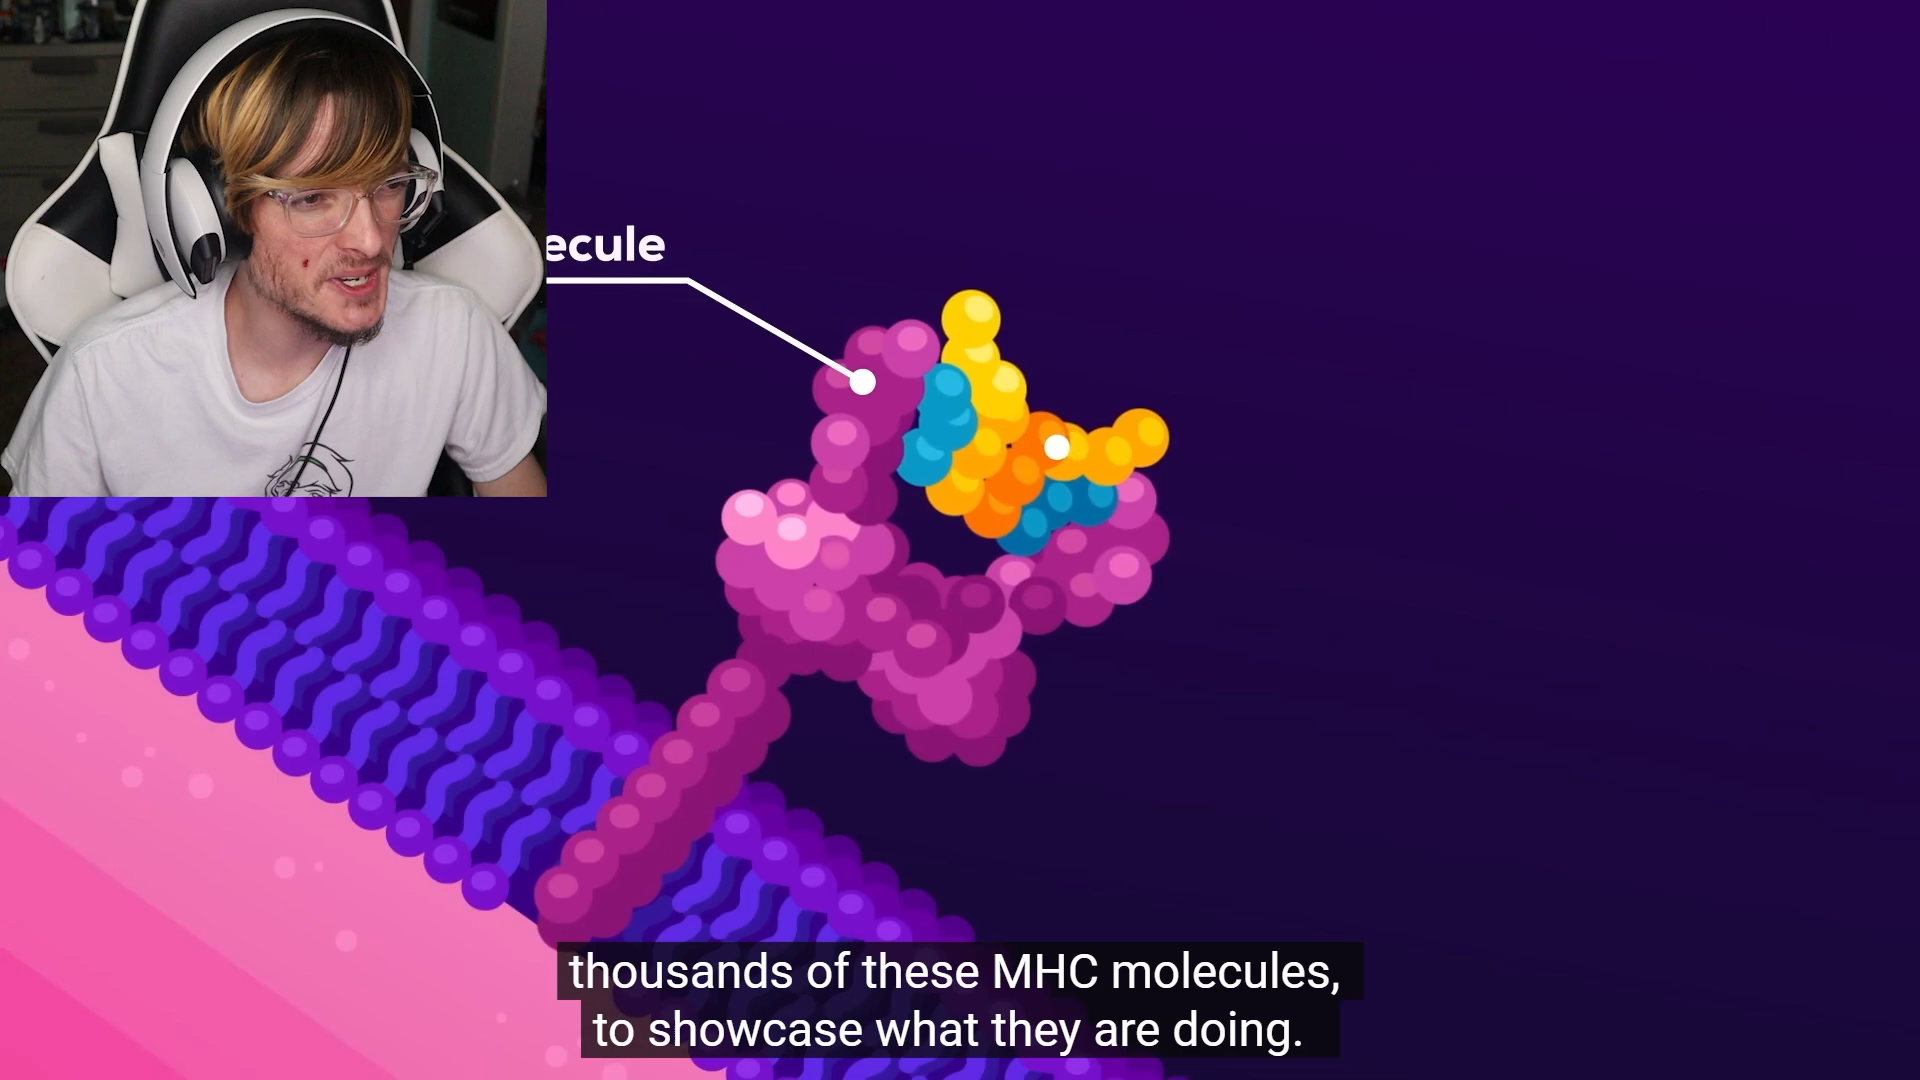 ecule
thousands of these MHC molecules,
to showcase what they are doing.